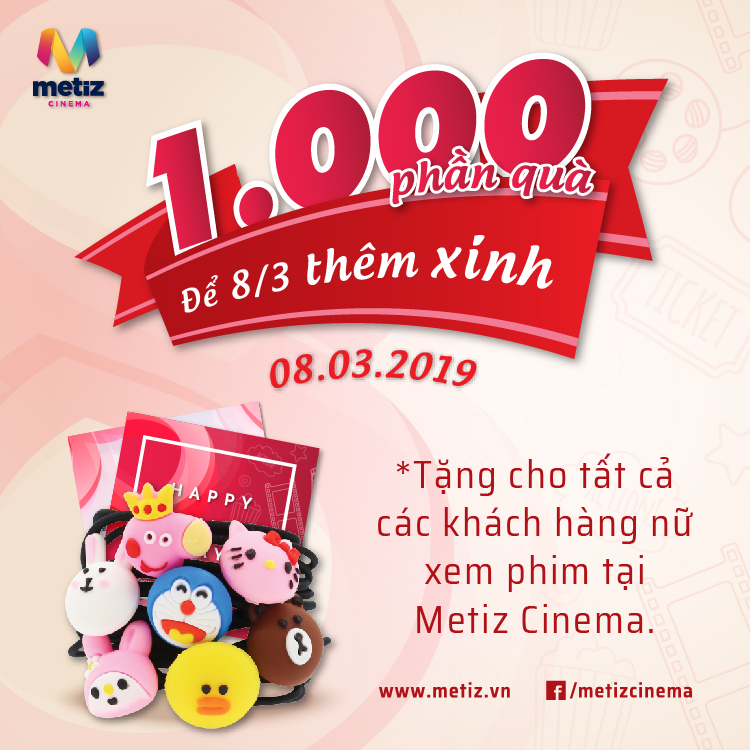 metiz
CINEMA
1.000
phần quà
Để 8/3 thêm xinh
08.03.2019
HAPPY
*Tặng cho tất cả
các khách hàng nữ
xem phim tại
Metiz Cinema.
www.metiz.vn
/metizcinema
TICKET